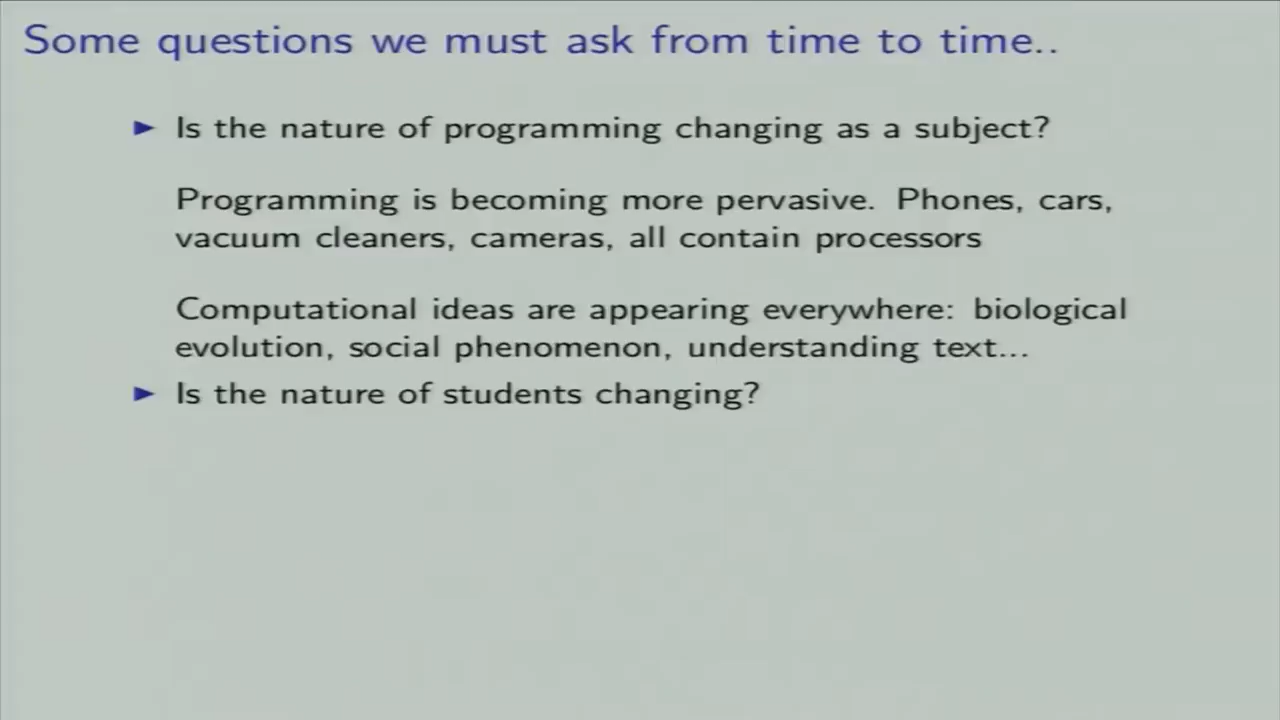 Some questions we must ask from time to time..
Is the nature of programming changing as a subject?
Programming is becoming more pervasive. Phones, cars,
vacuum cleaners, cameras, all contain processors
Computational ideas are appearing everywhere: biological
evolution, social phenomenon, understanding text...
Is the nature of students changing?